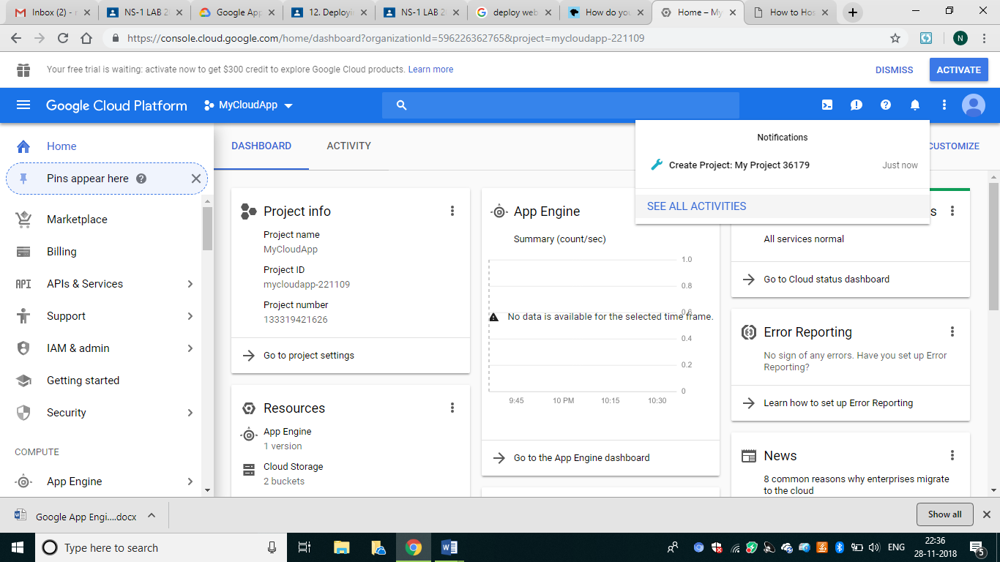 Inbox (2) -
NS-1 LAB 2
Google App
12. Deployin
NS-1 LAB 2
deploy web
How do you
Home – My
How to Hos
https://console.cloud.google.com/home/dashboard?organizationId=596226362765&project=mycloudapp-221109
N
Your free trial is waiting: activate now to get $300 credit to explore Google Cloud products. Learn more
DISMISS
ACTIVATE
Google Cloud Platform
MyCloudApp
Home
Pins appear here
Marketplace
Billing
API APIs & Services
Support
IAM & admin
Getting started
Security
COMPUTE
App Engine
DASHBOARD
ACTIVITY
CUSTOMIZE
Notifications
Create Project: My Project 36179
Just now
SEE ALL ACTIVITIES
Project info
Project name
MyCloudApp
Project ID
mycloudapp-221109
Project number
133319421626
Go to project settings
Resources
App Engine
1 version
Cloud Storage
2 buckets
App Engine
Summary (count/sec)
1.0
0.8
0.6
No data is available for the selected time frame.
0.4
0.2
0
9:45
10 PM
10:15
10:30
Go to the App Engine dashboard
s
All services normal
Go to Cloud status dashboard
Error Reporting
No sign of any errors. Have you set up Error
Reporting?
Learn how to set up Error Reporting
News
8 common reasons why enterprises migrate
to the cloud
Google App Engi....docx
Show all
Type here to search
ENG
22:36
28-11-2018
5